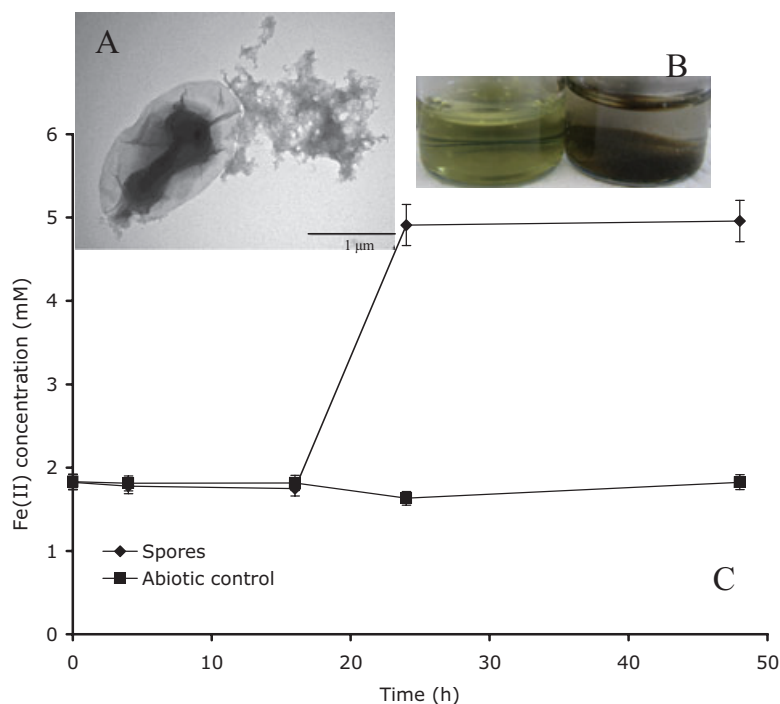 A
B
1 μm
6
5
4
3
2
1
0
Fe(II) concentration (mM)
Spores
Abiotic control
C
0 10 20 30 40 50
Time (h)